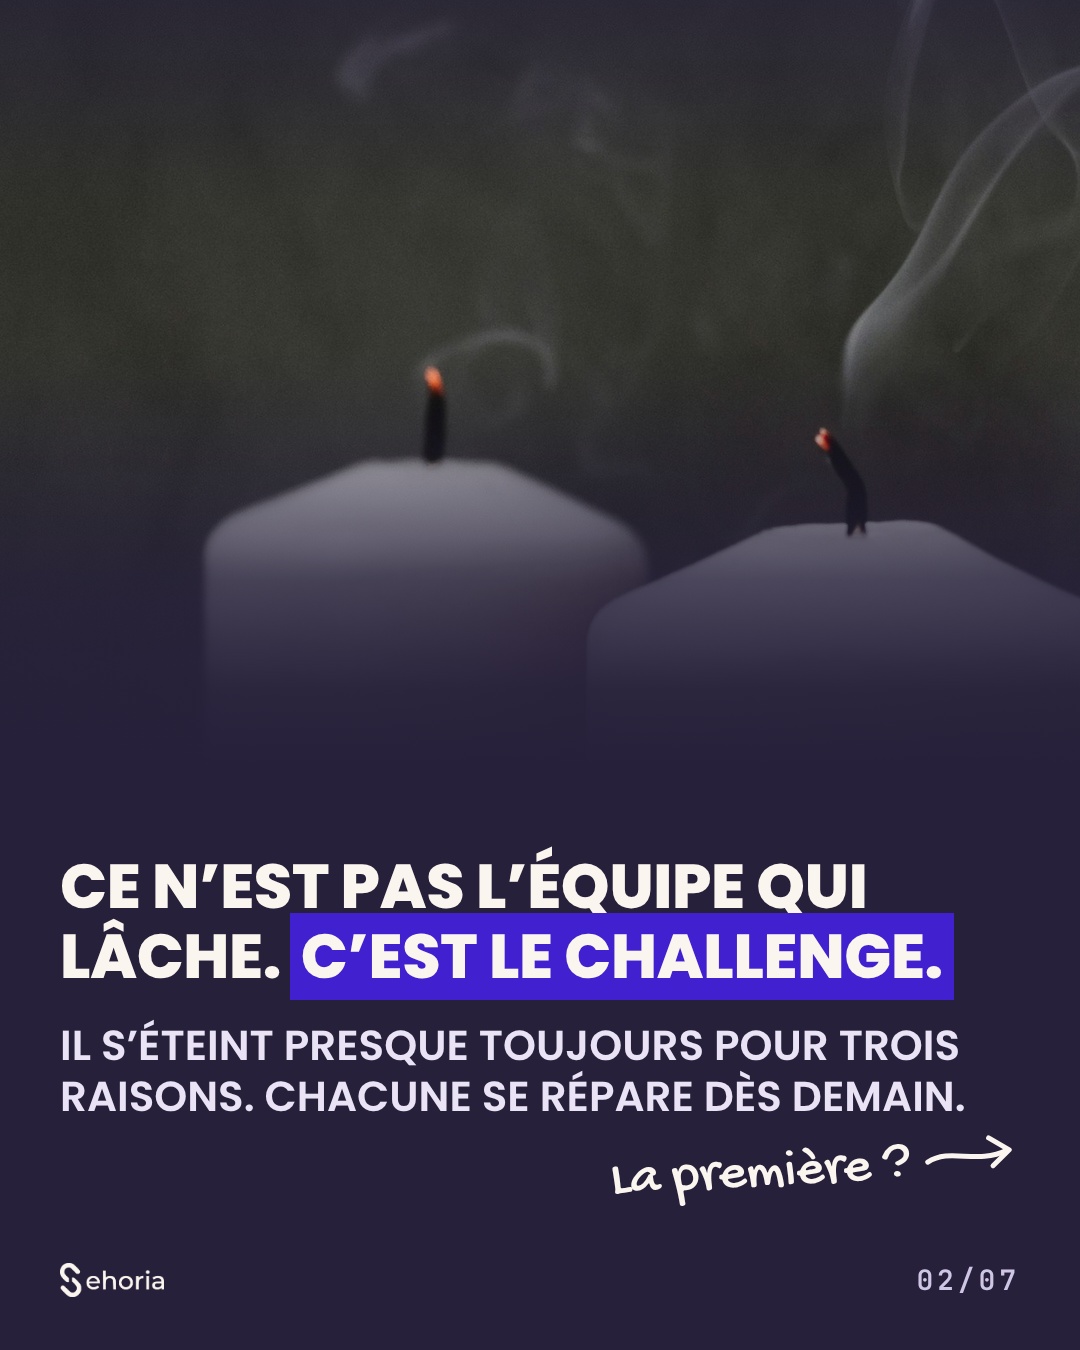 CE N’EST PAS L’ÉQUIPE QUI
LÂCHE. C’EST LE CHALLENGE.
IL S’ÉTEINT PRESQUE TOUJOURS POUR TROIS
RAISONS. CHACUNE SE RÉPARE DÈS DEMAIN.
La première ? →
Sehoria
02/07